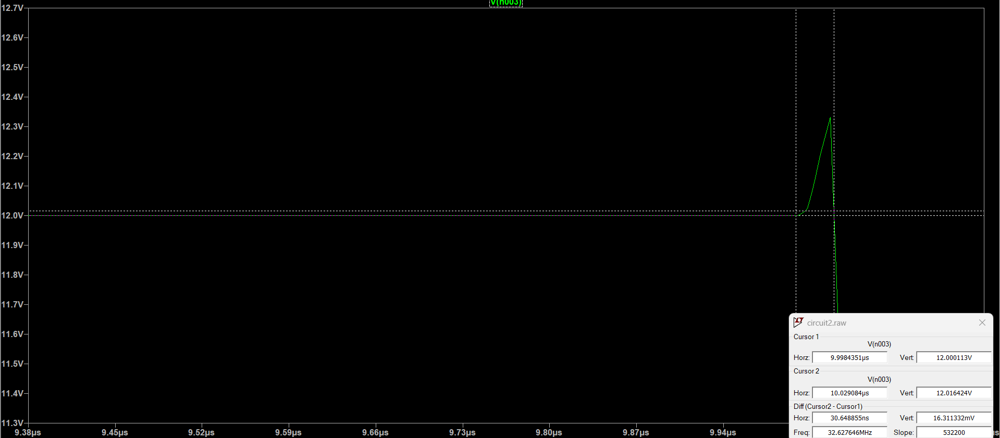 V(n003)
12.7V
12.6V
12.5V
12.4V
12.3V
12.2V
12.1V
12.0V
11.9V
11.8V
11.7V
11.6V
11.5V
11.4V
11.3V
9.38µs 9.45µs 9.52µs 9.59µs 9.66µs 9.73µs 9.80µs 9.87µs 9.94µs
circuit2.raw
Cursor 1
V(n003)
Horz: 9.9984351µs Vert: 12.000113V
Cursor 2
V(n003)
Horz: 10.029084µs Vert: 12.016424V
Diff (Cursor2 - Cursor1)
Horz: 30.648855ns Vert: 16.311332mV
Freq: 32.627646MHz Slope: 532200